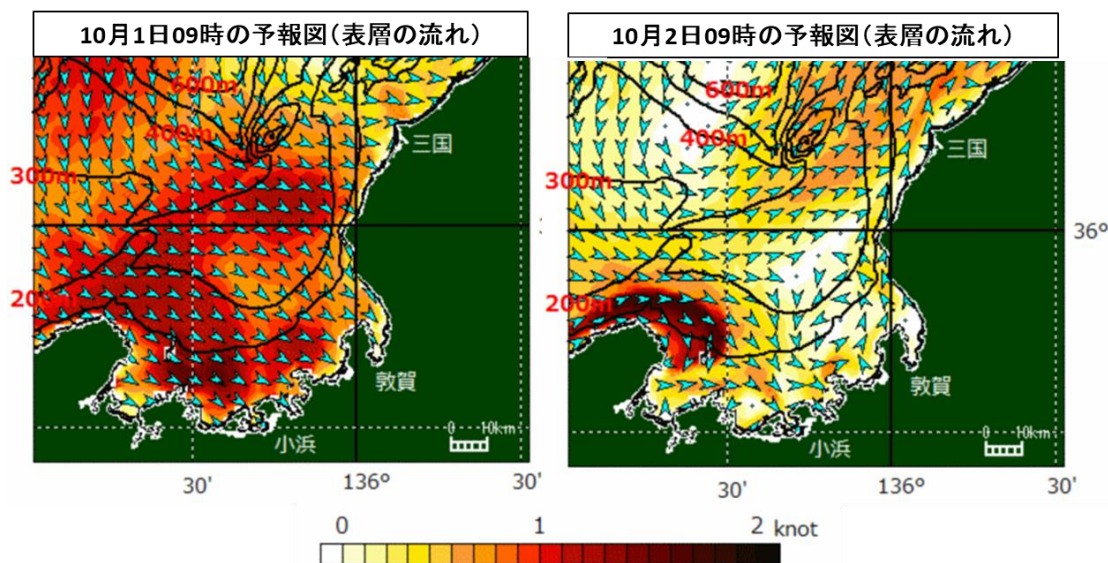 10月1日09時の予報図(表層の流れ)
600m
400m
300m
200m
三国
敦賀
小浜
0 10km
30′ 136° 30′
10月2日09時の予報図(表層の流れ)
600m
400m
300m
200m
三国
36°
敦賀
小浜
0 10km
30′ 136° 30′
0 1 2 knot